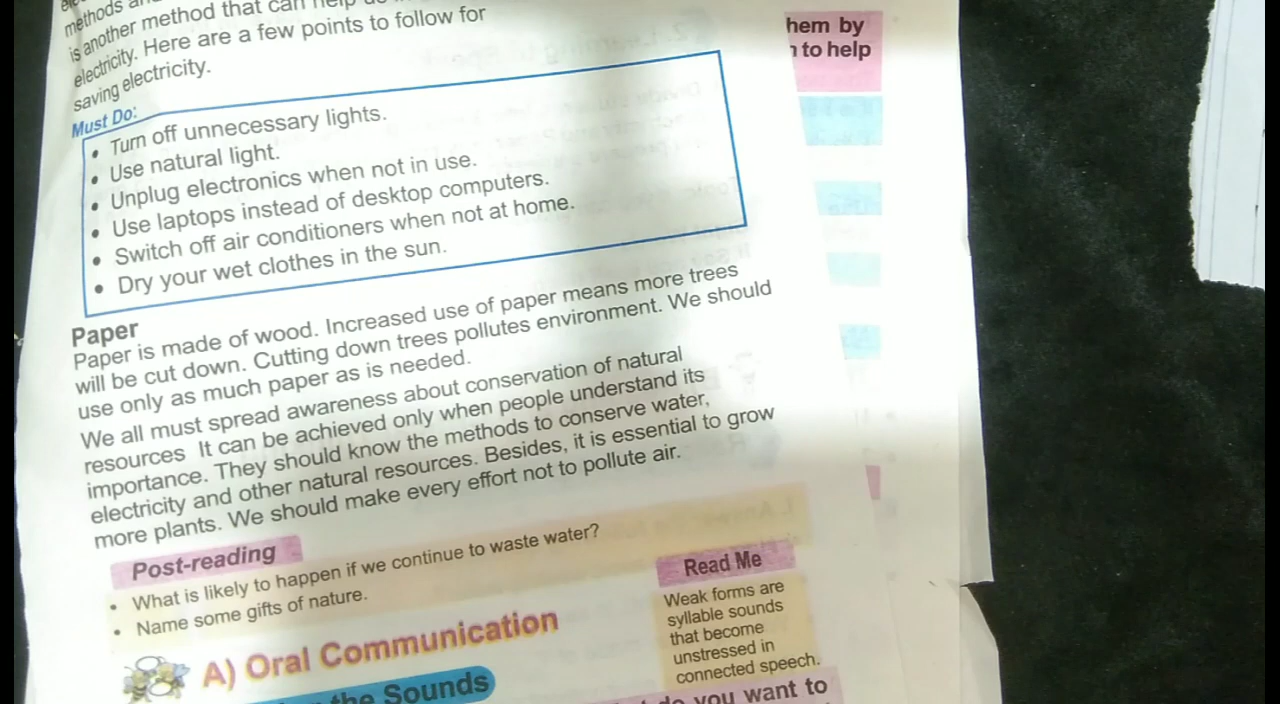 methods
is another method that can help
electricity. Here are a few points to follow for
saving electricity.
Must Do:
• Turn off unnecessary lights.
• Use natural light.
• Unplug electronics when not in use.
• Use laptops instead of desktop computers.
• Switch off air conditioners when not at home.
• Dry your wet clothes in the sun.
Paper
Paper is made of wood. Increased use of paper means more trees
will be cut down. Cutting down trees pollutes environment. We should
use only as much paper as is needed.
We all must spread awareness about conservation of natural
resources It can be achieved only when people understand its
importance. They should know the methods to conserve water,
electricity and other natural resources. Besides, it is essential to grow
more plants. We should make every effort not to pollute air.
Post-reading
• What is likely to happen if we continue to waste water?
• Name some gifts of nature.
Read Me
Weak forms are
syllable sounds
that become
unstressed in
connected speech.
A) Oral Communication
the Sounds
you want to
hem by
to help